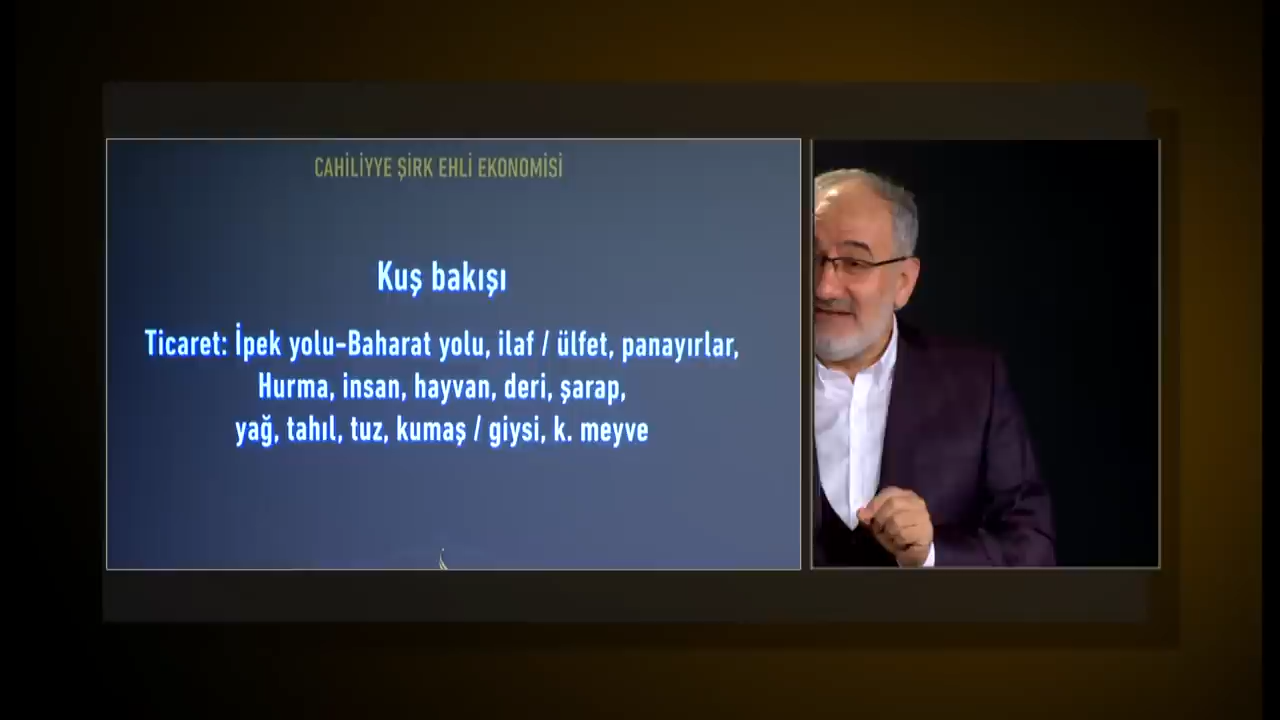 CAHİLİYYE ŞİRK EHLİ EKONOMİSİ
Kuş bakışı
Ticaret: İpek yolu-Baharat yolu, ilaf / ülfet, panayırlar,
Hurma, insan, hayvan, deri, şarap,
yağ, tahıl, tuz, kumaş / giysi, k. meyve